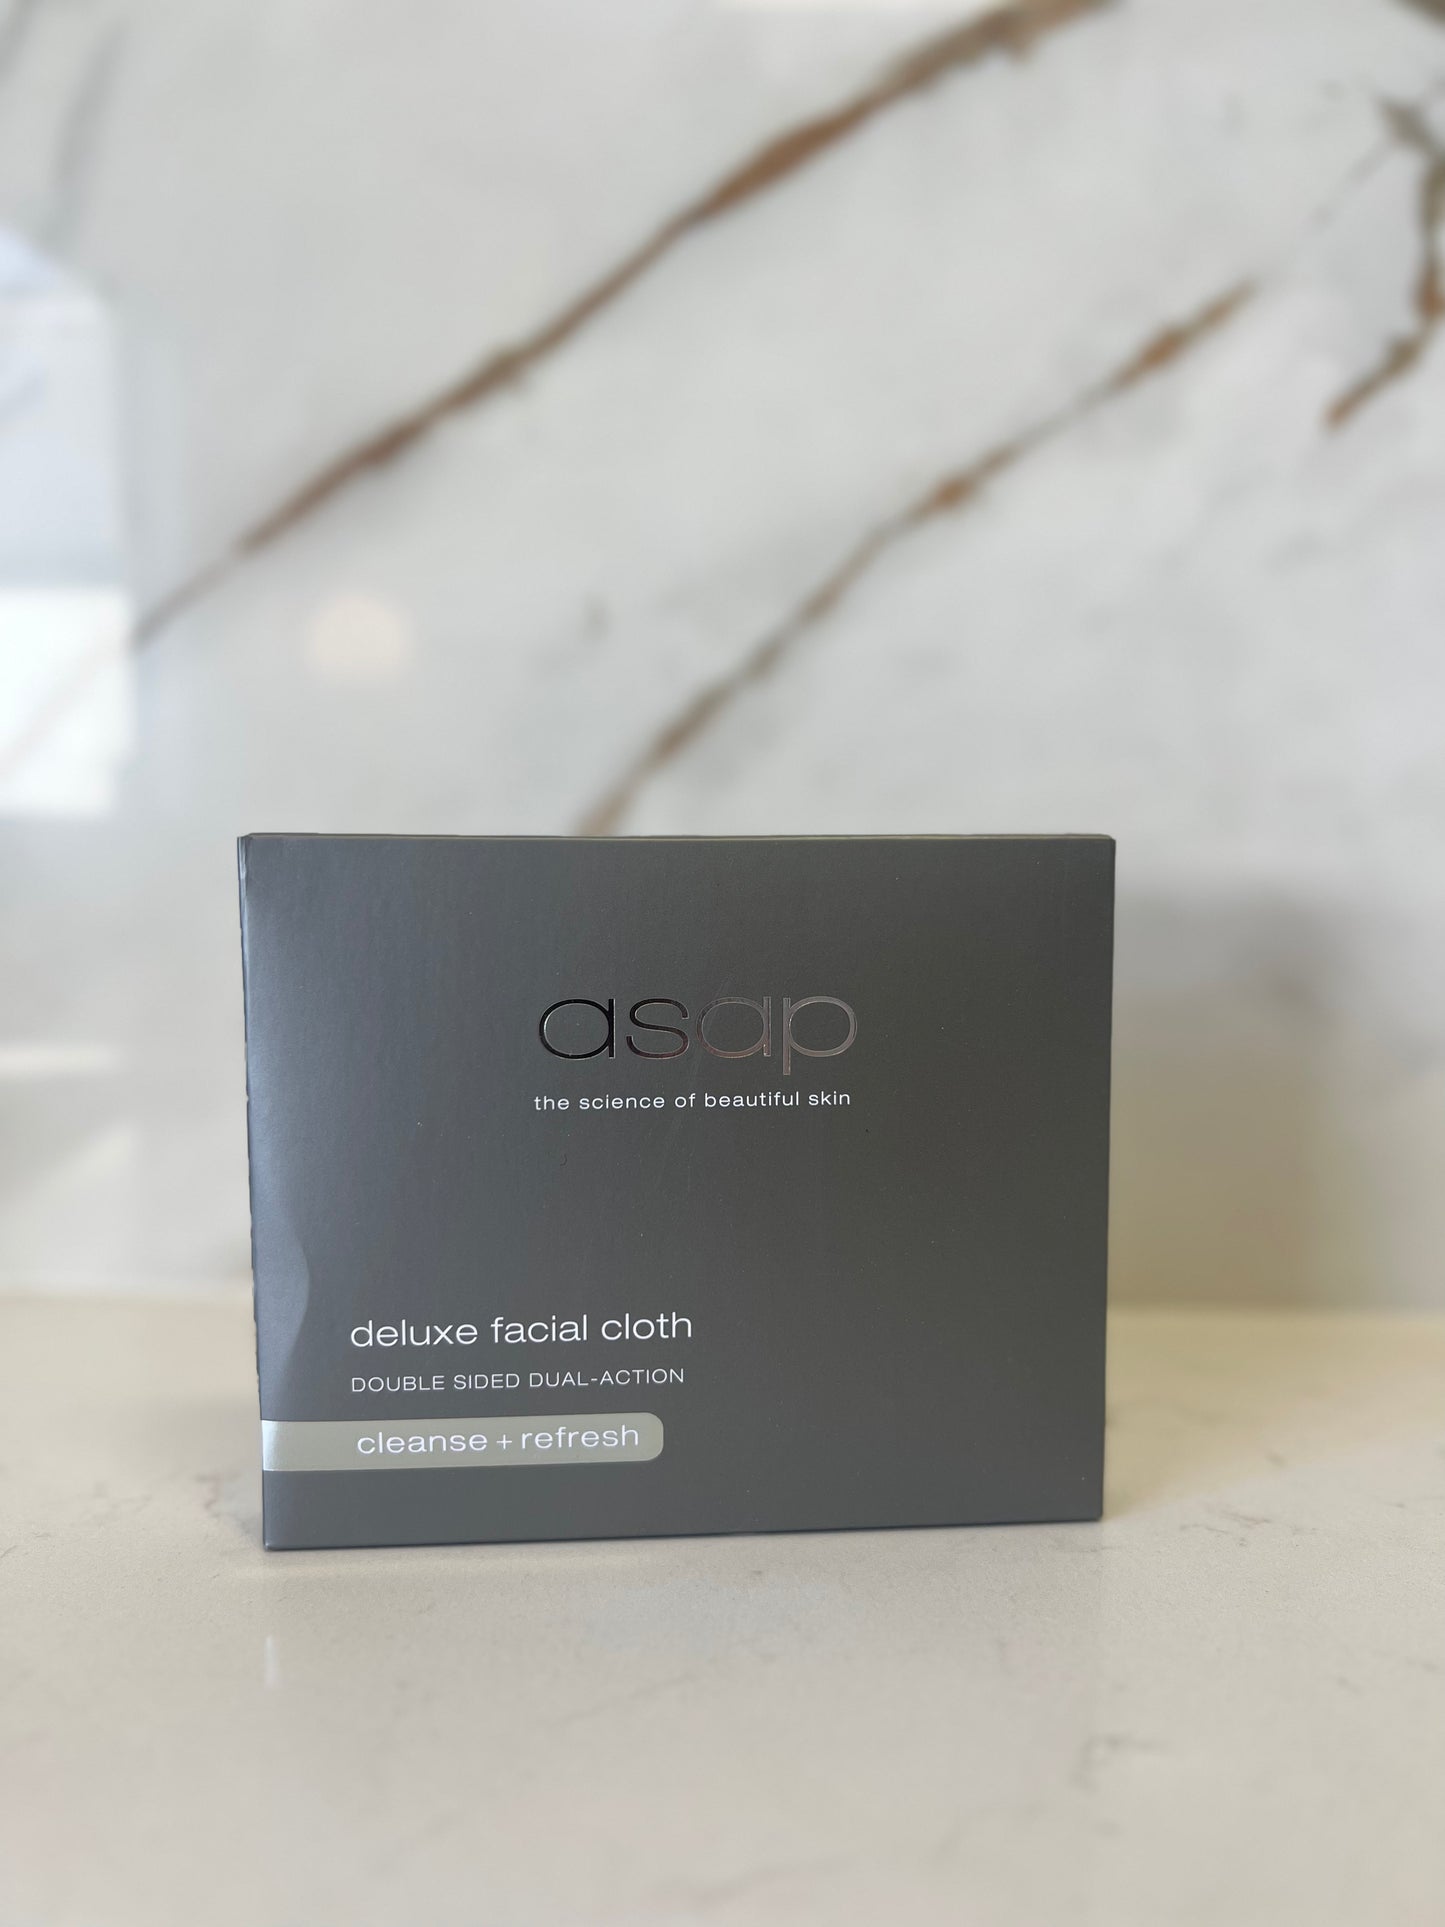 asap
the science of beautiful skin
deluxe facial cloth
DOUBLE SIDED DUAL-ACTION
cleanse + refresh